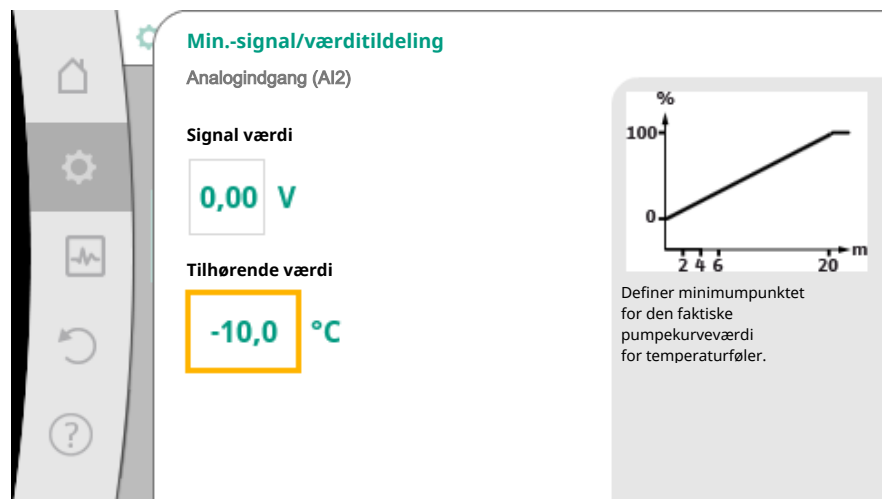 Min.-signal/værditildeling
Analogindgang (AI2)
Signal værdi
0,00 V
Tilhørende værdi
-10,0 °C
%
100
0
2 4 6 20 m
Definer minimumpunktet
for den faktiske
pumpekurveværdi
for temperaturføler.
?